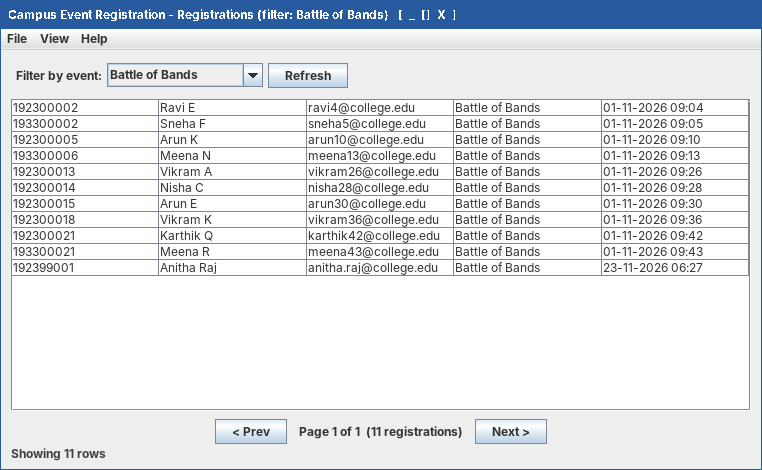 Campus Event Registration - Registrations (filter: Battle of Bands) [ _ [] X ]
File View Help
Filter by event: Battle of Bands Refresh
192300002 Ravi E ravi4@college.edu Battle of Bands 01-11-2026 09:04
193300002 Sneha F sneha5@college.edu Battle of Bands 01-11-2026 09:05
192300005 Arun K arun10@college.edu Battle of Bands 01-11-2026 09:10
193300006 Meena N meena13@college.edu Battle of Bands 01-11-2026 09:13
192300013 Vikram A vikram26@college.edu Battle of Bands 01-11-2026 09:26
192300014 Nisha C nisha28@college.edu Battle of Bands 01-11-2026 09:28
192300015 Arun E arun30@college.edu Battle of Bands 01-11-2026 09:30
192300018 Vikram K vikram36@college.edu Battle of Bands 01-11-2026 09:36
192300021 Karthik Q karthik42@college.edu Battle of Bands 01-11-2026 09:42
193300021 Meena R meena43@college.edu Battle of Bands 01-11-2026 09:43
192399001 Anitha Raj anitha.raj@college.edu Battle of Bands 23-11-2026 06:27
< Prev Page 1 of 1 (11 registrations) Next >
Showing 11 rows